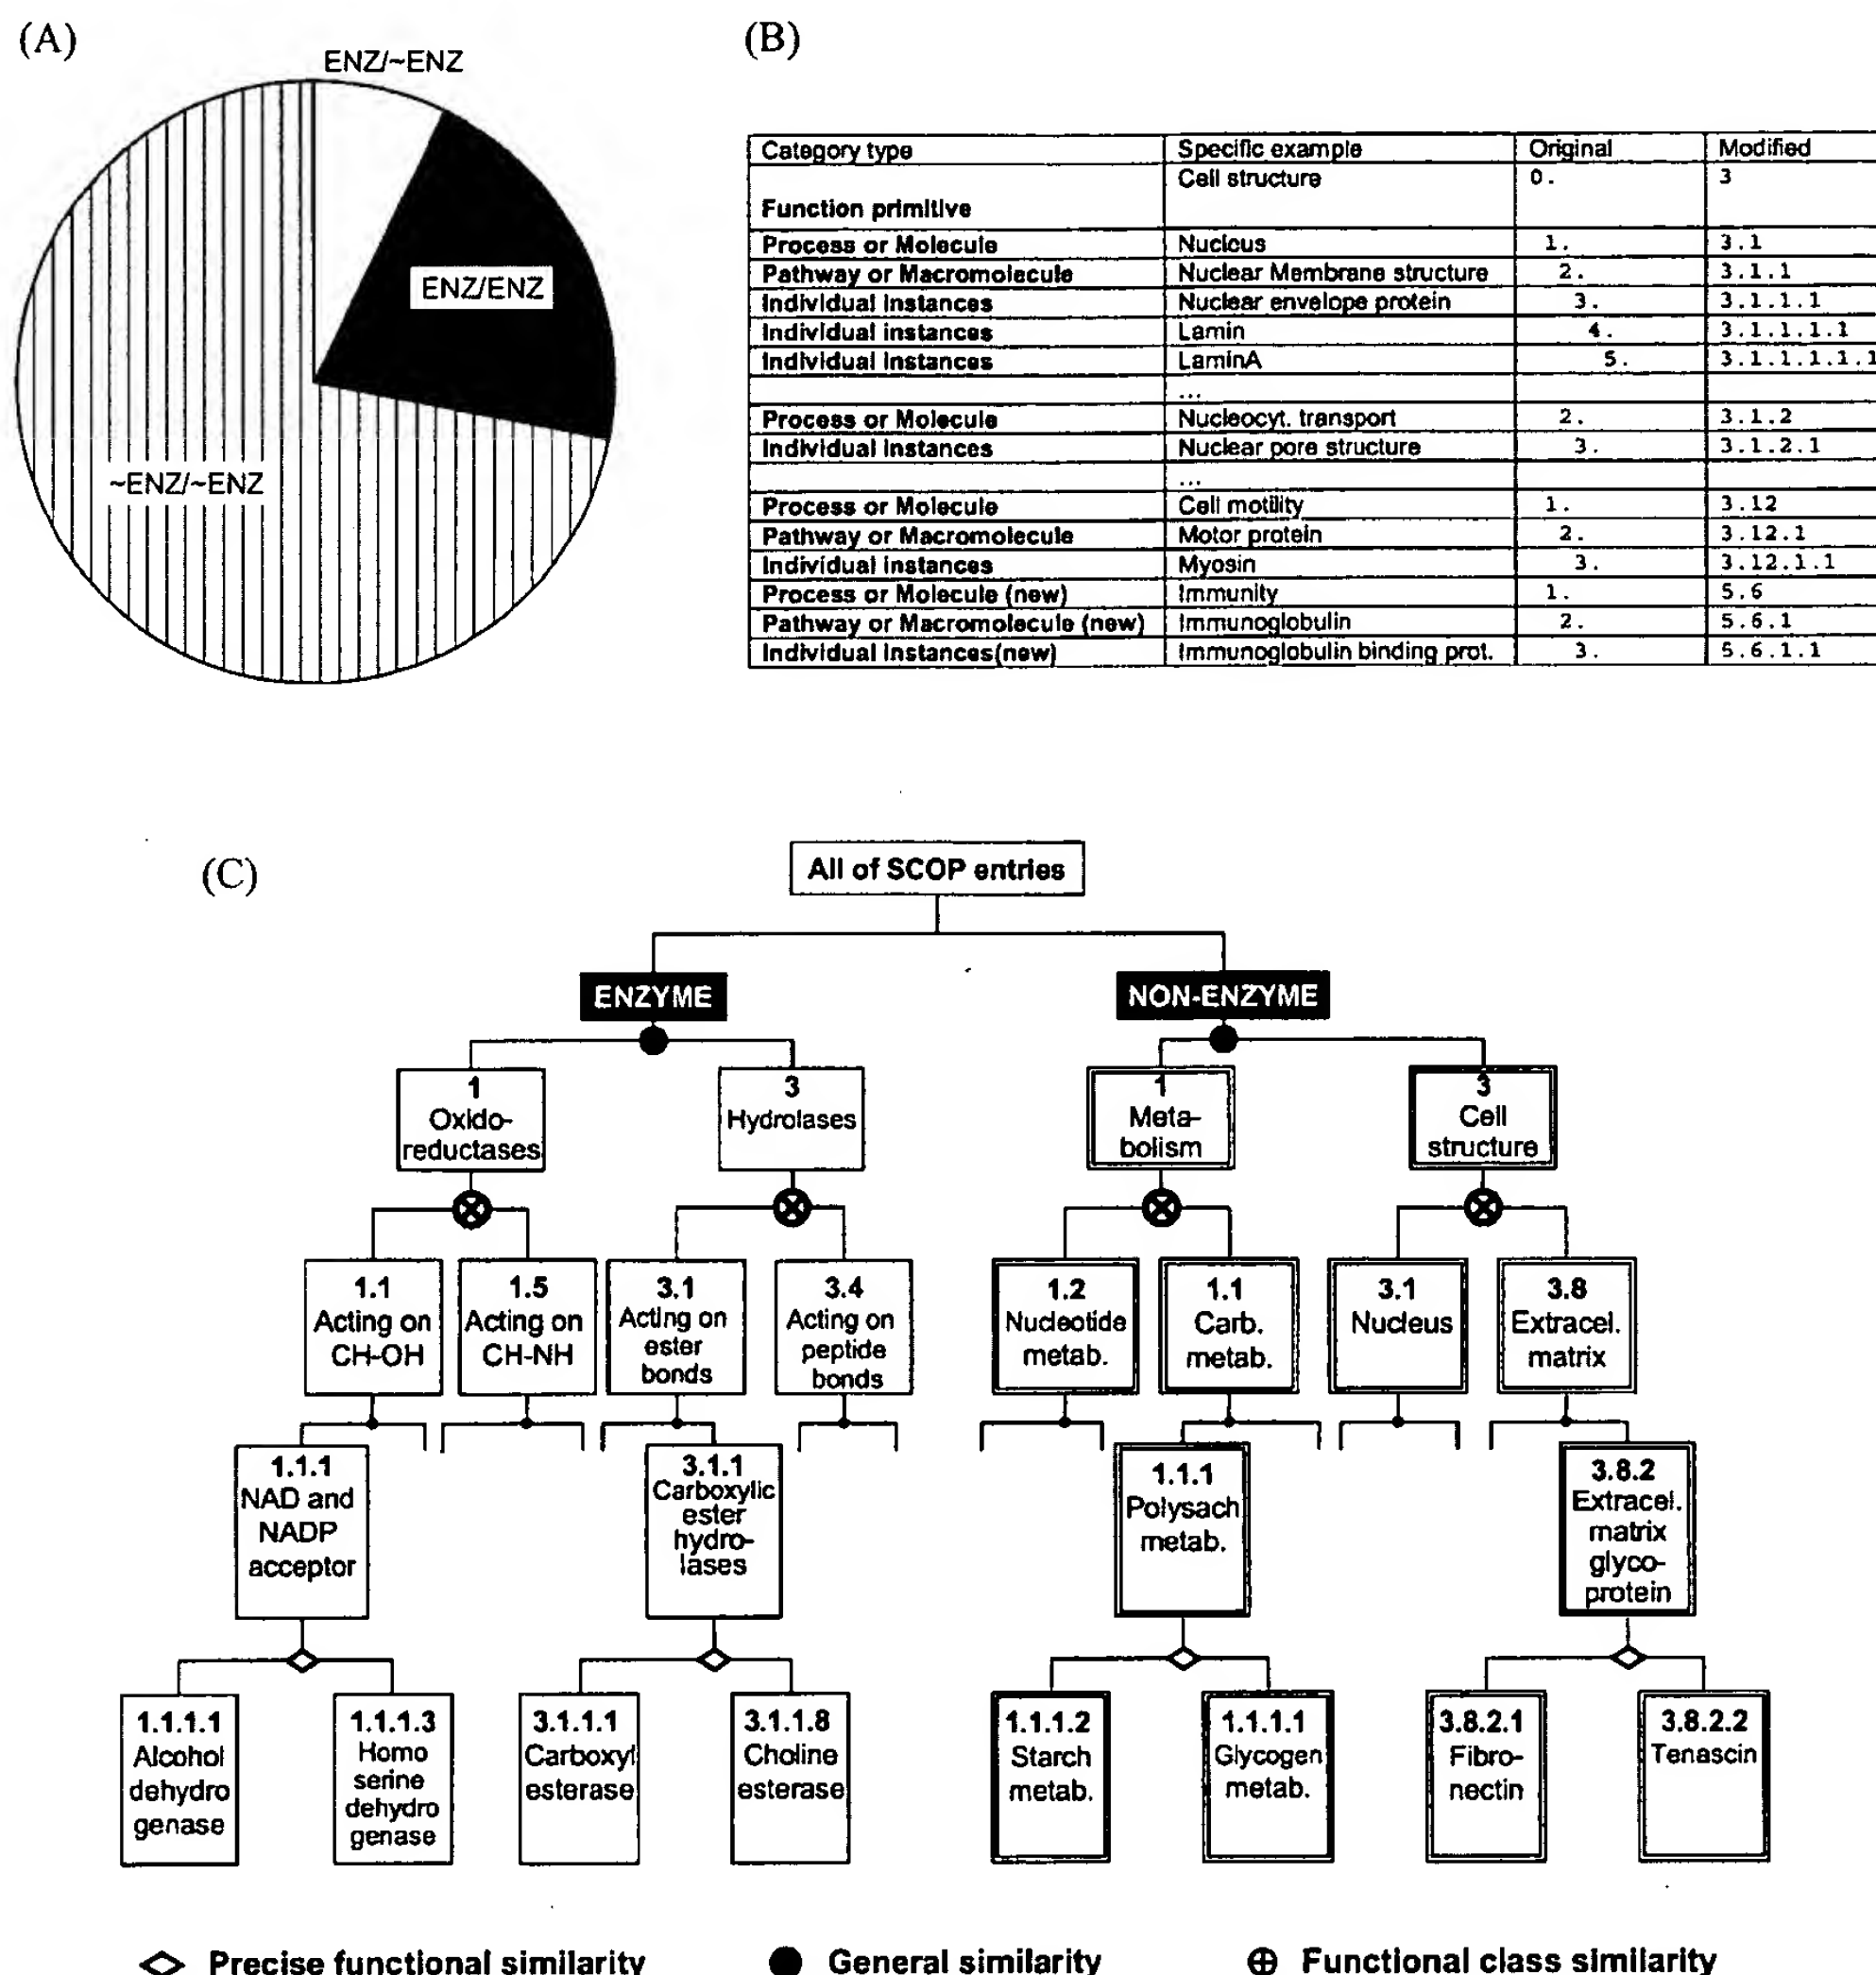 (A)
ENZ/~ENZ
ENZ/ENZ
~ENZ/~ENZ
(B)
Category type Specific example Original Modified
Function primitive Cell structure 0. 3
Process or Molecule Nucleus 1. 3.1
Pathway or Macromolecule Nuclear Membrane structure 2. 3.1.1
Individual instances Nuclear envelope protein 3. 3.1.1.1
Individual instances Lamin 4. 3.1.1.1.1
Individual instances LaminA 5. 3.1.1.1.1.1
...
Process or Molecule Nucleocyt. transport 2. 3.1.2
Individual instances Nuclear pore structure 3. 3.1.2.1
...
Process or Molecule Cell motility 1. 3.12
Pathway or Macromolecule Motor protein 2. 3.12.1
Individual instances Myosin 3. 3.12.1.1
Process or Molecule (new) Immunity 1. 5.6
Pathway or Macromolecule (new) Immunoglobulin 2. 5.6.1
Individual instances(new) Immunoglobulin binding prot. 3. 5.6.1.1
(C)
All of SCOP entries
ENZYME
NON-ENZYME
1
Oxido-
reductases
3
Hydrolases
1
Meta-
bolism
3
Cell
structure
1.1
Acting on
CH-OH
1.5
Acting on
CH-NH
3.1
Acting on
ester
bonds
3.4
Acting on
peptide
bonds
1.2
Nucleotide
metab.
1.1
Carb.
metab.
3.1
Nucleus
3.8
Extracel.
matrix
1.1.1
NAD and
NADP
acceptor
3.1.1
Carboxylic
ester
hydro-
lases
1.1.1
Polysach
metab.
3.8.2
Extracel.
matrix
glyco-
protein
1.1.1.1
Alcohol
dehydro
genase
1.1.1.3
Homo
serine
dehydro
genase
3.1.1.1
Carboxyl
esterase
3.1.1.8
Choline
esterase
1.1.1.2
Starch
metab.
1.1.1.1
Glycogen
metab.
3.8.2.1
Fibro-
nectin
3.8.2.2
Tenascin
Precise functional similarity General similarity Functional class similarity